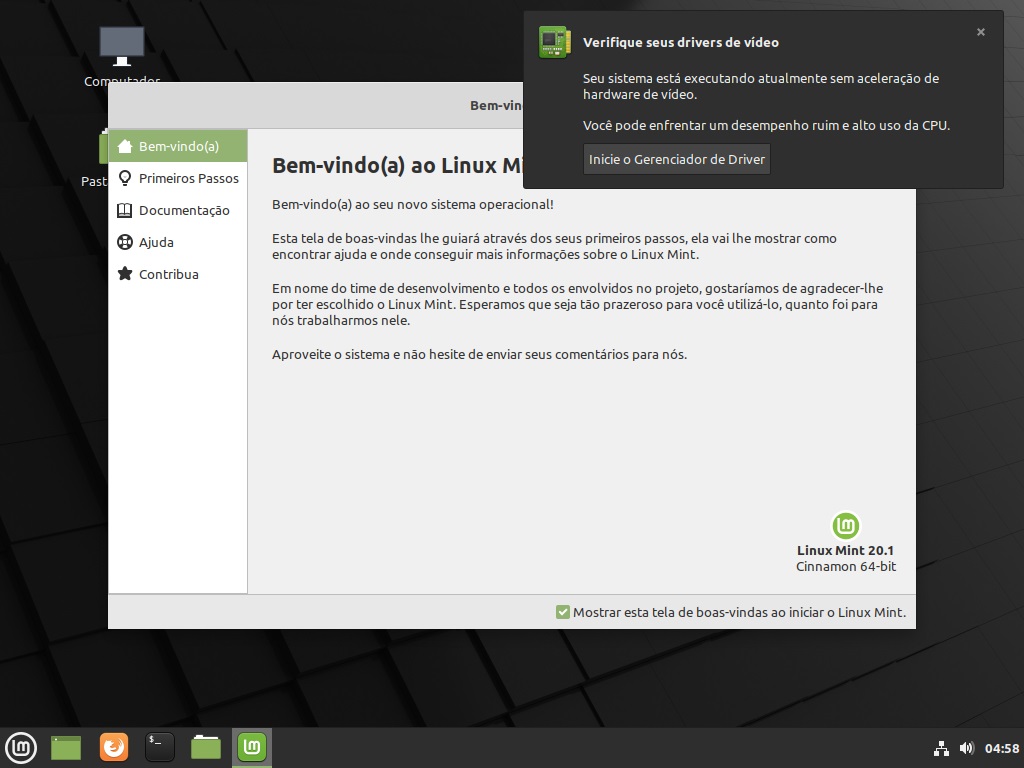 Computador
Verifique seus drivers de vídeo
×
Seu sistema está executando atualmente sem aceleração de
hardware de vídeo.
Você pode enfrentar um desempenho ruim e alto uso da CPU.
Inicie o Gerenciador de Driver
Bem-vin
Past
Bem-vindo(a)
Primeiros Passos
Documentação
Ajuda
Contribua
Bem-vindo(a) ao Linux Mi
Bem-vindo(a) ao seu novo sistema operacional!
Esta tela de boas-vindas lhe guiará através dos seus primeiros passos, ela vai lhe mostrar como
encontrar ajuda e onde conseguir mais informações sobre o Linux Mint.
Em nome do time de desenvolvimento e todos os envolvidos no projeto, gostaríamos de agradecer-lhe
por ter escolhido o Linux Mint. Esperamos que seja tão prazeroso para você utilizá-lo, quanto foi para
nós trabalharmos nele.
Aproveite o sistema e não hesite de enviar seus comentários para nós.
Linux Mint 20.1
Cinnamon 64-bit
Mostrar esta tela de boas-vindas ao iniciar o Linux Mint.
$_
04:58